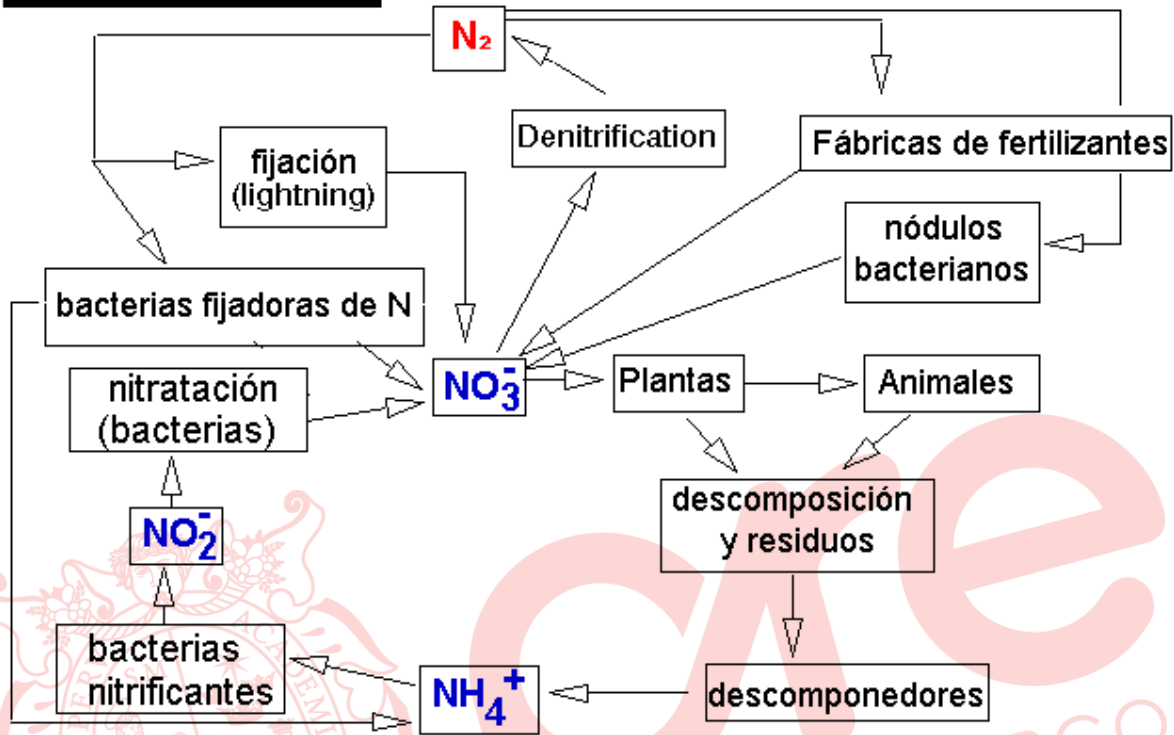 N₂
Denitrification
Fábricas de fertilizantes
fijación
(lightning)
nódulos
bacterianos
bacterias fijadoras de N
NO₃⁻
Plantas
Animales
nitratación
(bacterias)
descomposición
y residuos
NO₂⁻
bacterias
nitrificantes
NH₄⁺
descomponedores